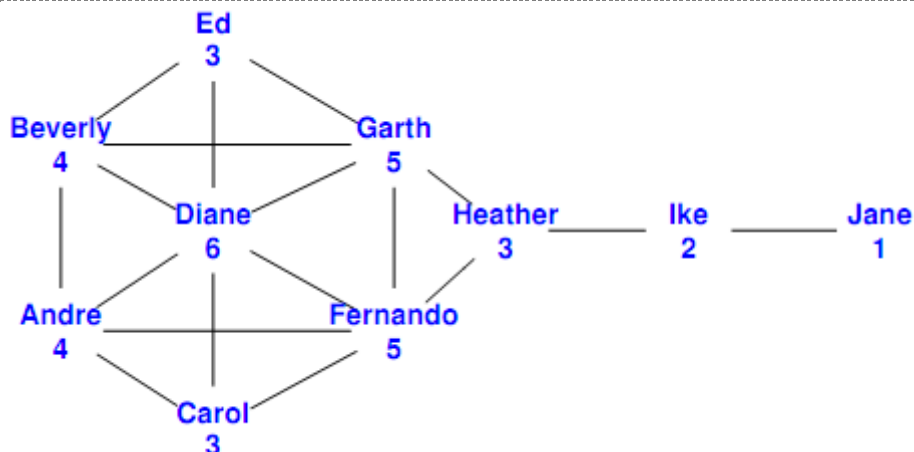 Ed
3
Beverly
4
Garth
5
Diane
6
Heather
3
Ike
2
Jane
1
Andre
4
Fernando
5
Carol
3